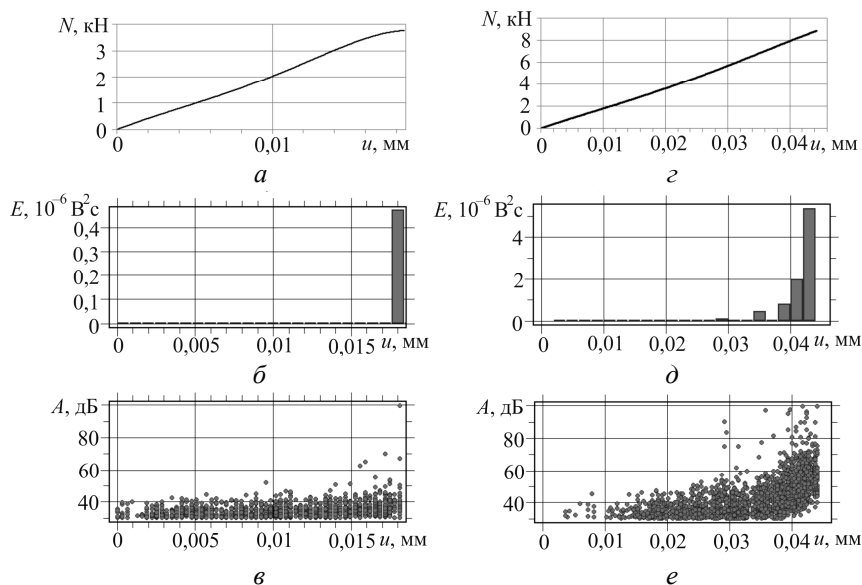 N, кН
3
2
1
0
0 0,01 u, мм
а
N, кН
8
6
4
2
0
0 0,01 0,02 0,03 0,04 u, мм
г
E, 10⁻⁶ В²с
0,4
0,3
0,2
0,1
0
0 0,005 0,01 0,015 u, мм
б
E, 10⁻⁶ В²с
4
2
0
0 0,01 0,02 0,03 0,04 u, мм
д
A, дБ
80
60
40
0 0,005 0,01 0,015 u, мм
в
A, дБ
80
60
40
0 0,01 0,02 0,03 0,04 u, мм
е